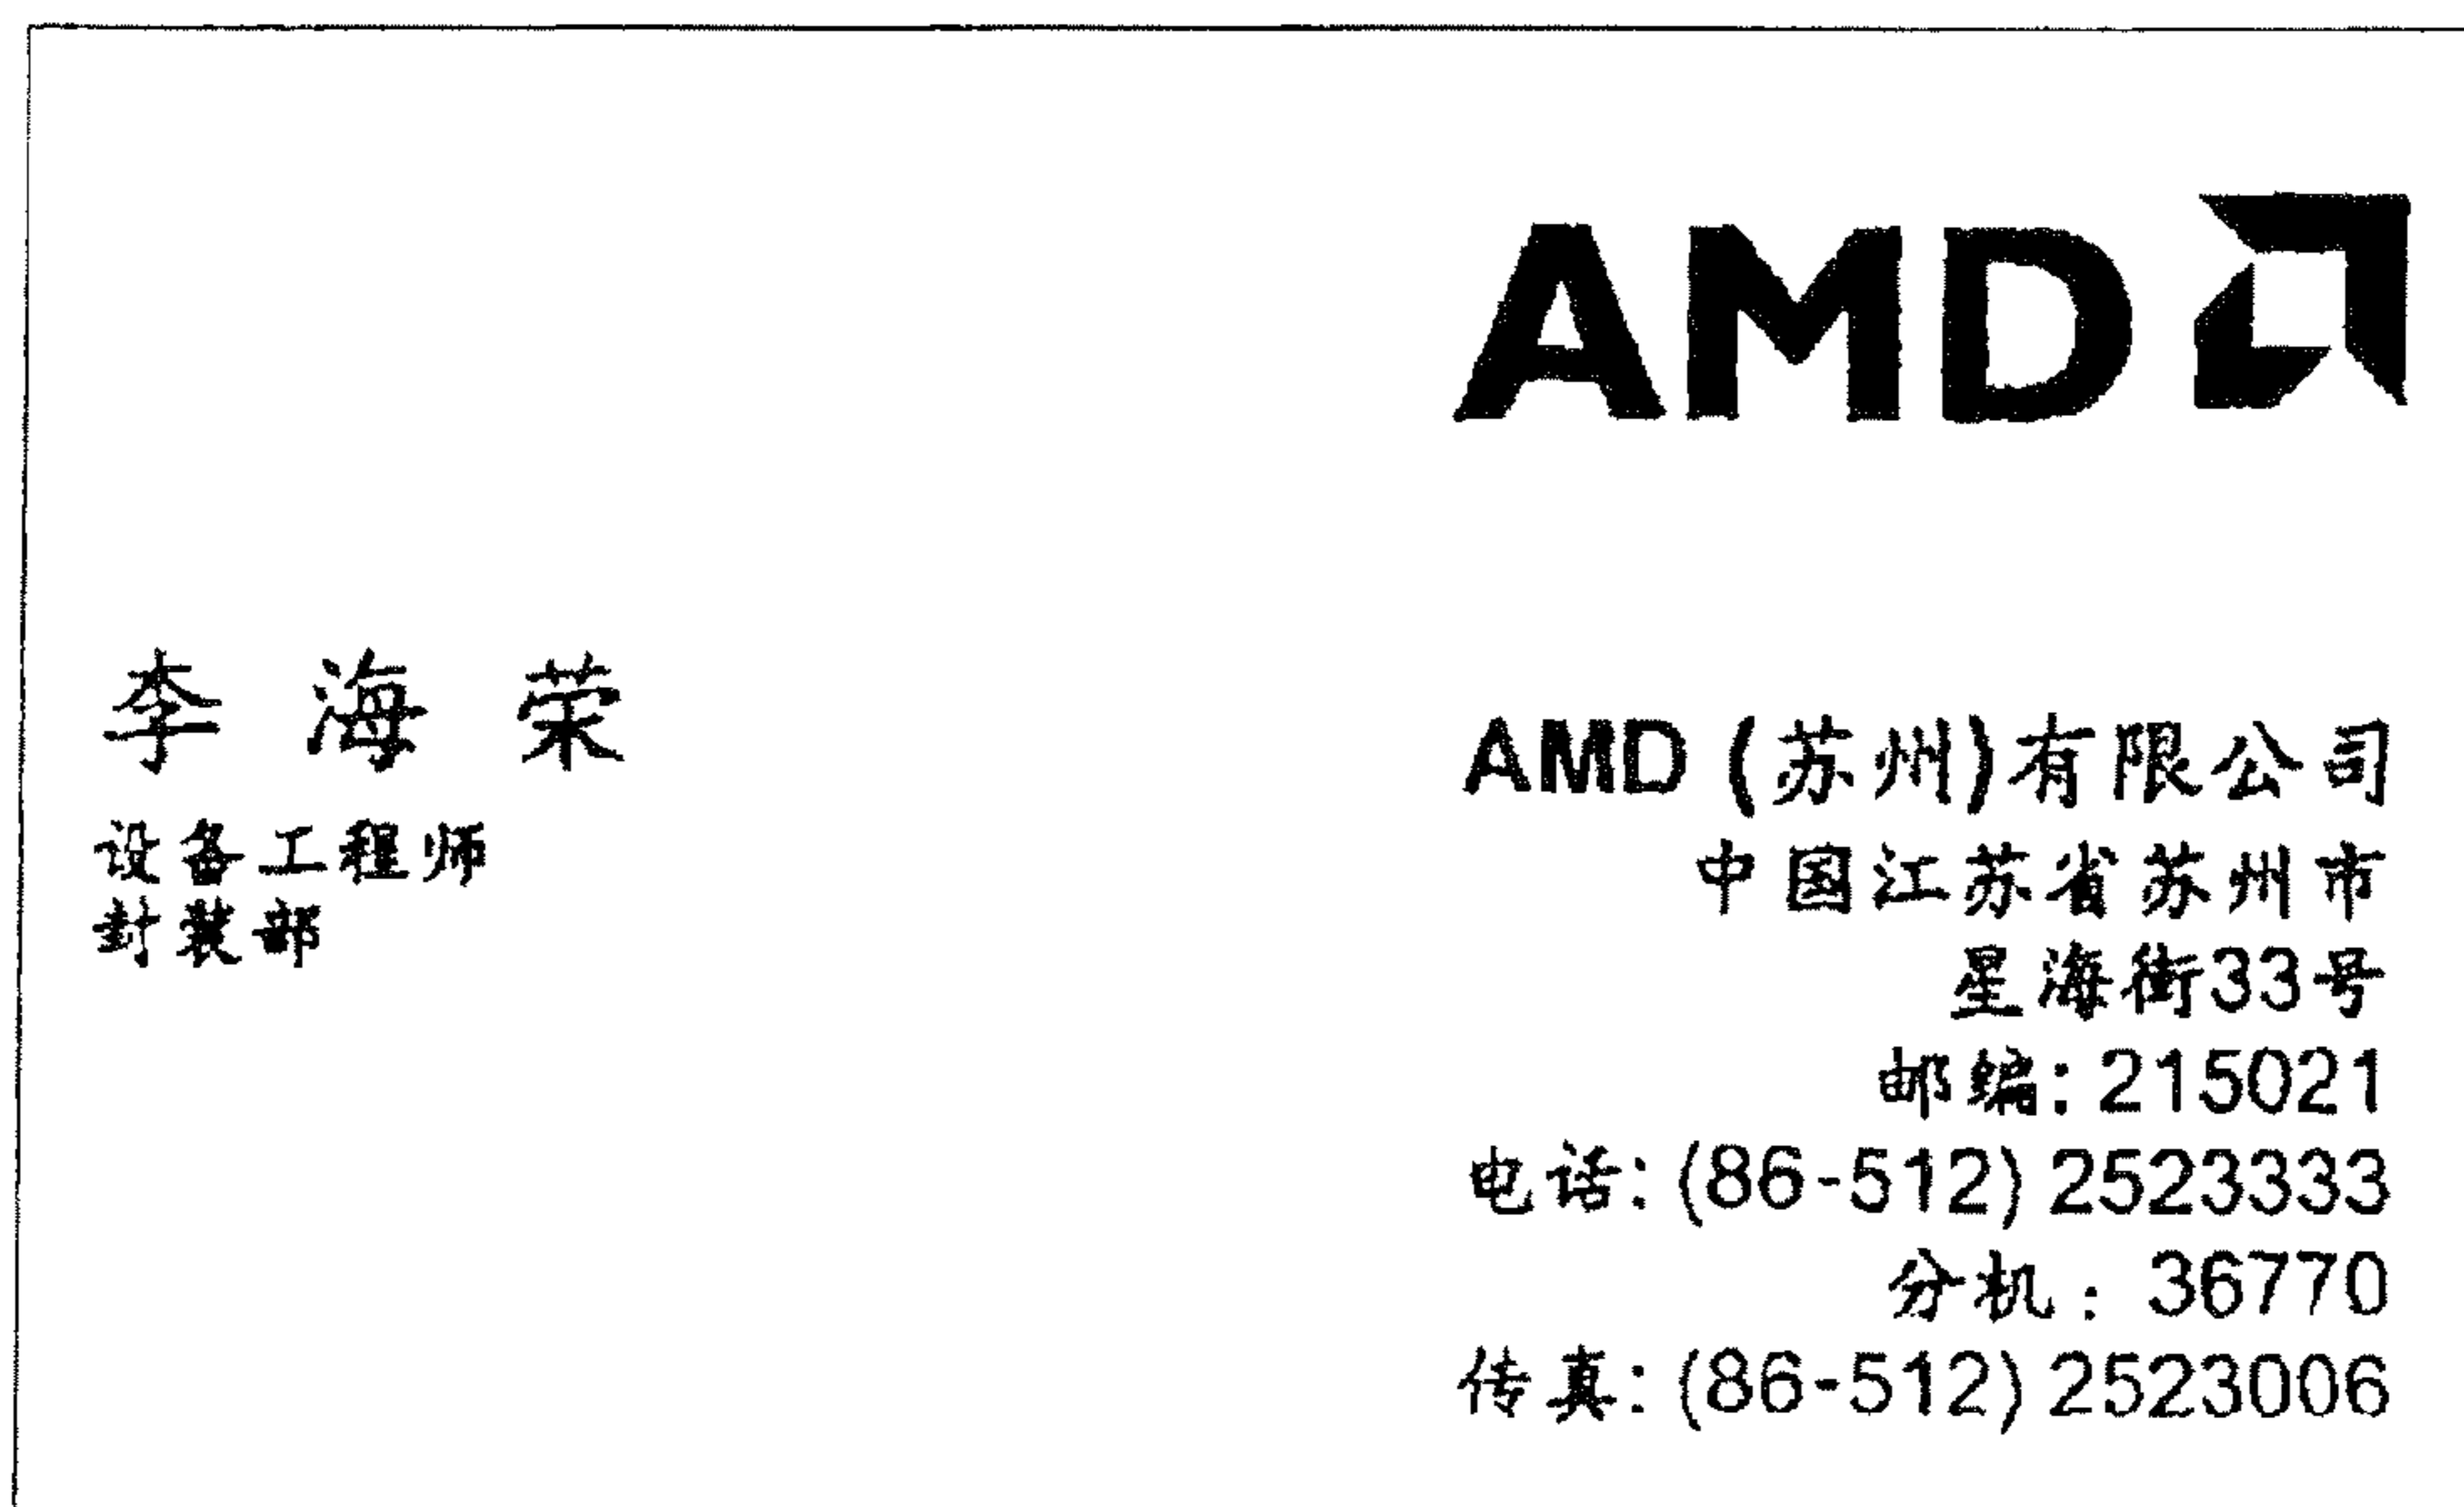 AMD
李海荣
设备工程师
封装部
AMD (苏州)有限公司
中国江苏省苏州市
星海街33号
邮编: 215021
电话: (86-512) 2523333
分机: 36770
传真: (86-512) 2523006